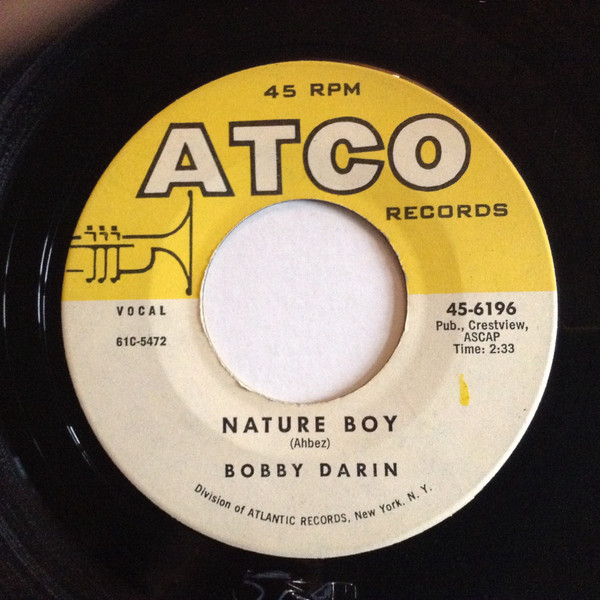 45 RPM
ATCO
RECORDS
VOCAL
61C-5472
45-6196
Pub., Crestview,
ASCAP
Time: 2:33
NATURE BOY
(Ahbez)
BOBBY DARIN
Division of ATLANTIC RECORDS, New York, N. Y.